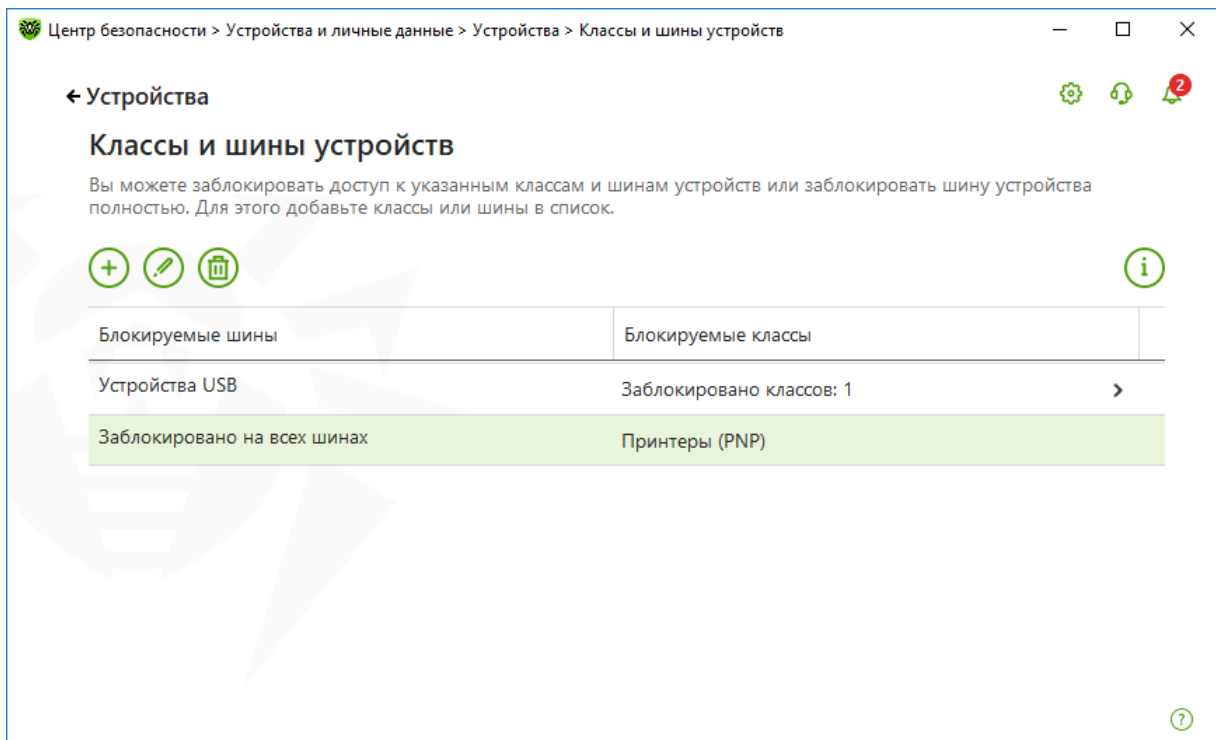 Центр безопасности > Устройства и личные данные > Устройства > Классы и шины устройств
Устройства
2
Классы и шины устройств
Вы можете заблокировать доступ к указанным классам и шинам устройств или заблокировать шину устройства
полностью. Для этого добавьте классы или шины в список.
i
Блокируемые шины Блокируемые классы
Устройства USB Заблокировано классов: 1
Заблокировано на всех шинах Принтеры (PNP)
?